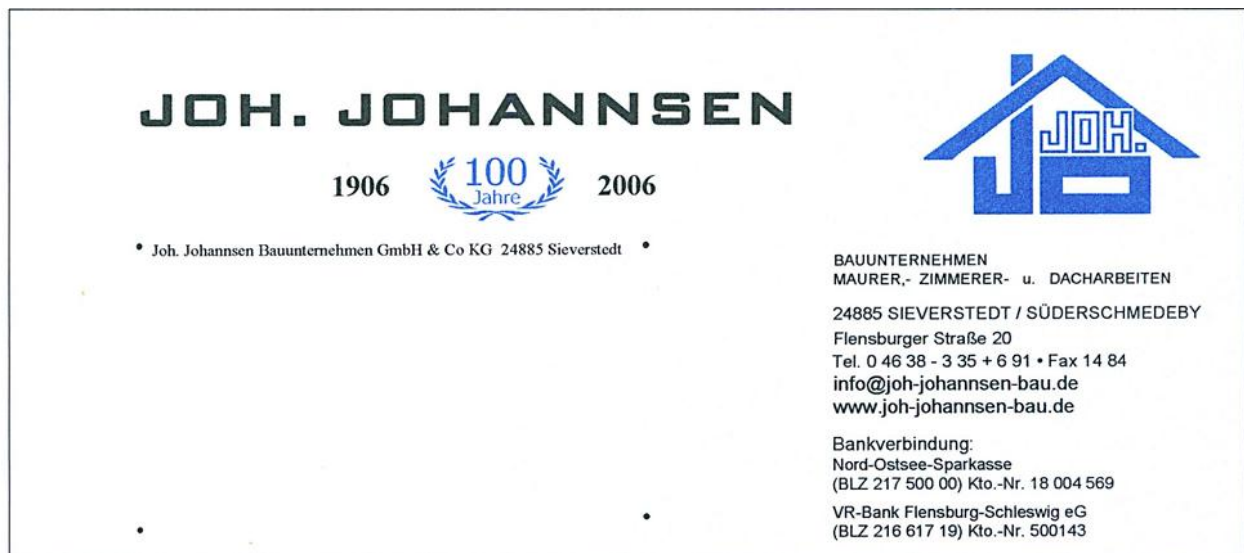 JOH. JOHANNSEN
1906 100 Jahre 2006
• Joh. Johannsen Bauunternehmen GmbH & Co KG 24885 Sieverstedt •
JOH.
JO
BAUUNTERNEHMEN
MAURER,- ZIMMERER- u. DACHARBEITEN
24885 SIEVERSTEDT / SÜDERSCHMEDEBY
Flensburger Straße 20
Tel. 0 46 38 - 3 35 + 6 91 • Fax 14 84
info@joh-johannsen-bau.de
www.joh-johannsen-bau.de
Bankverbindung:
Nord-Ostsee-Sparkasse
(BLZ 217 500 00) Kto.-Nr. 18 004 569
VR-Bank Flensburg-Schleswig eG
(BLZ 216 617 19) Kto.-Nr. 500143